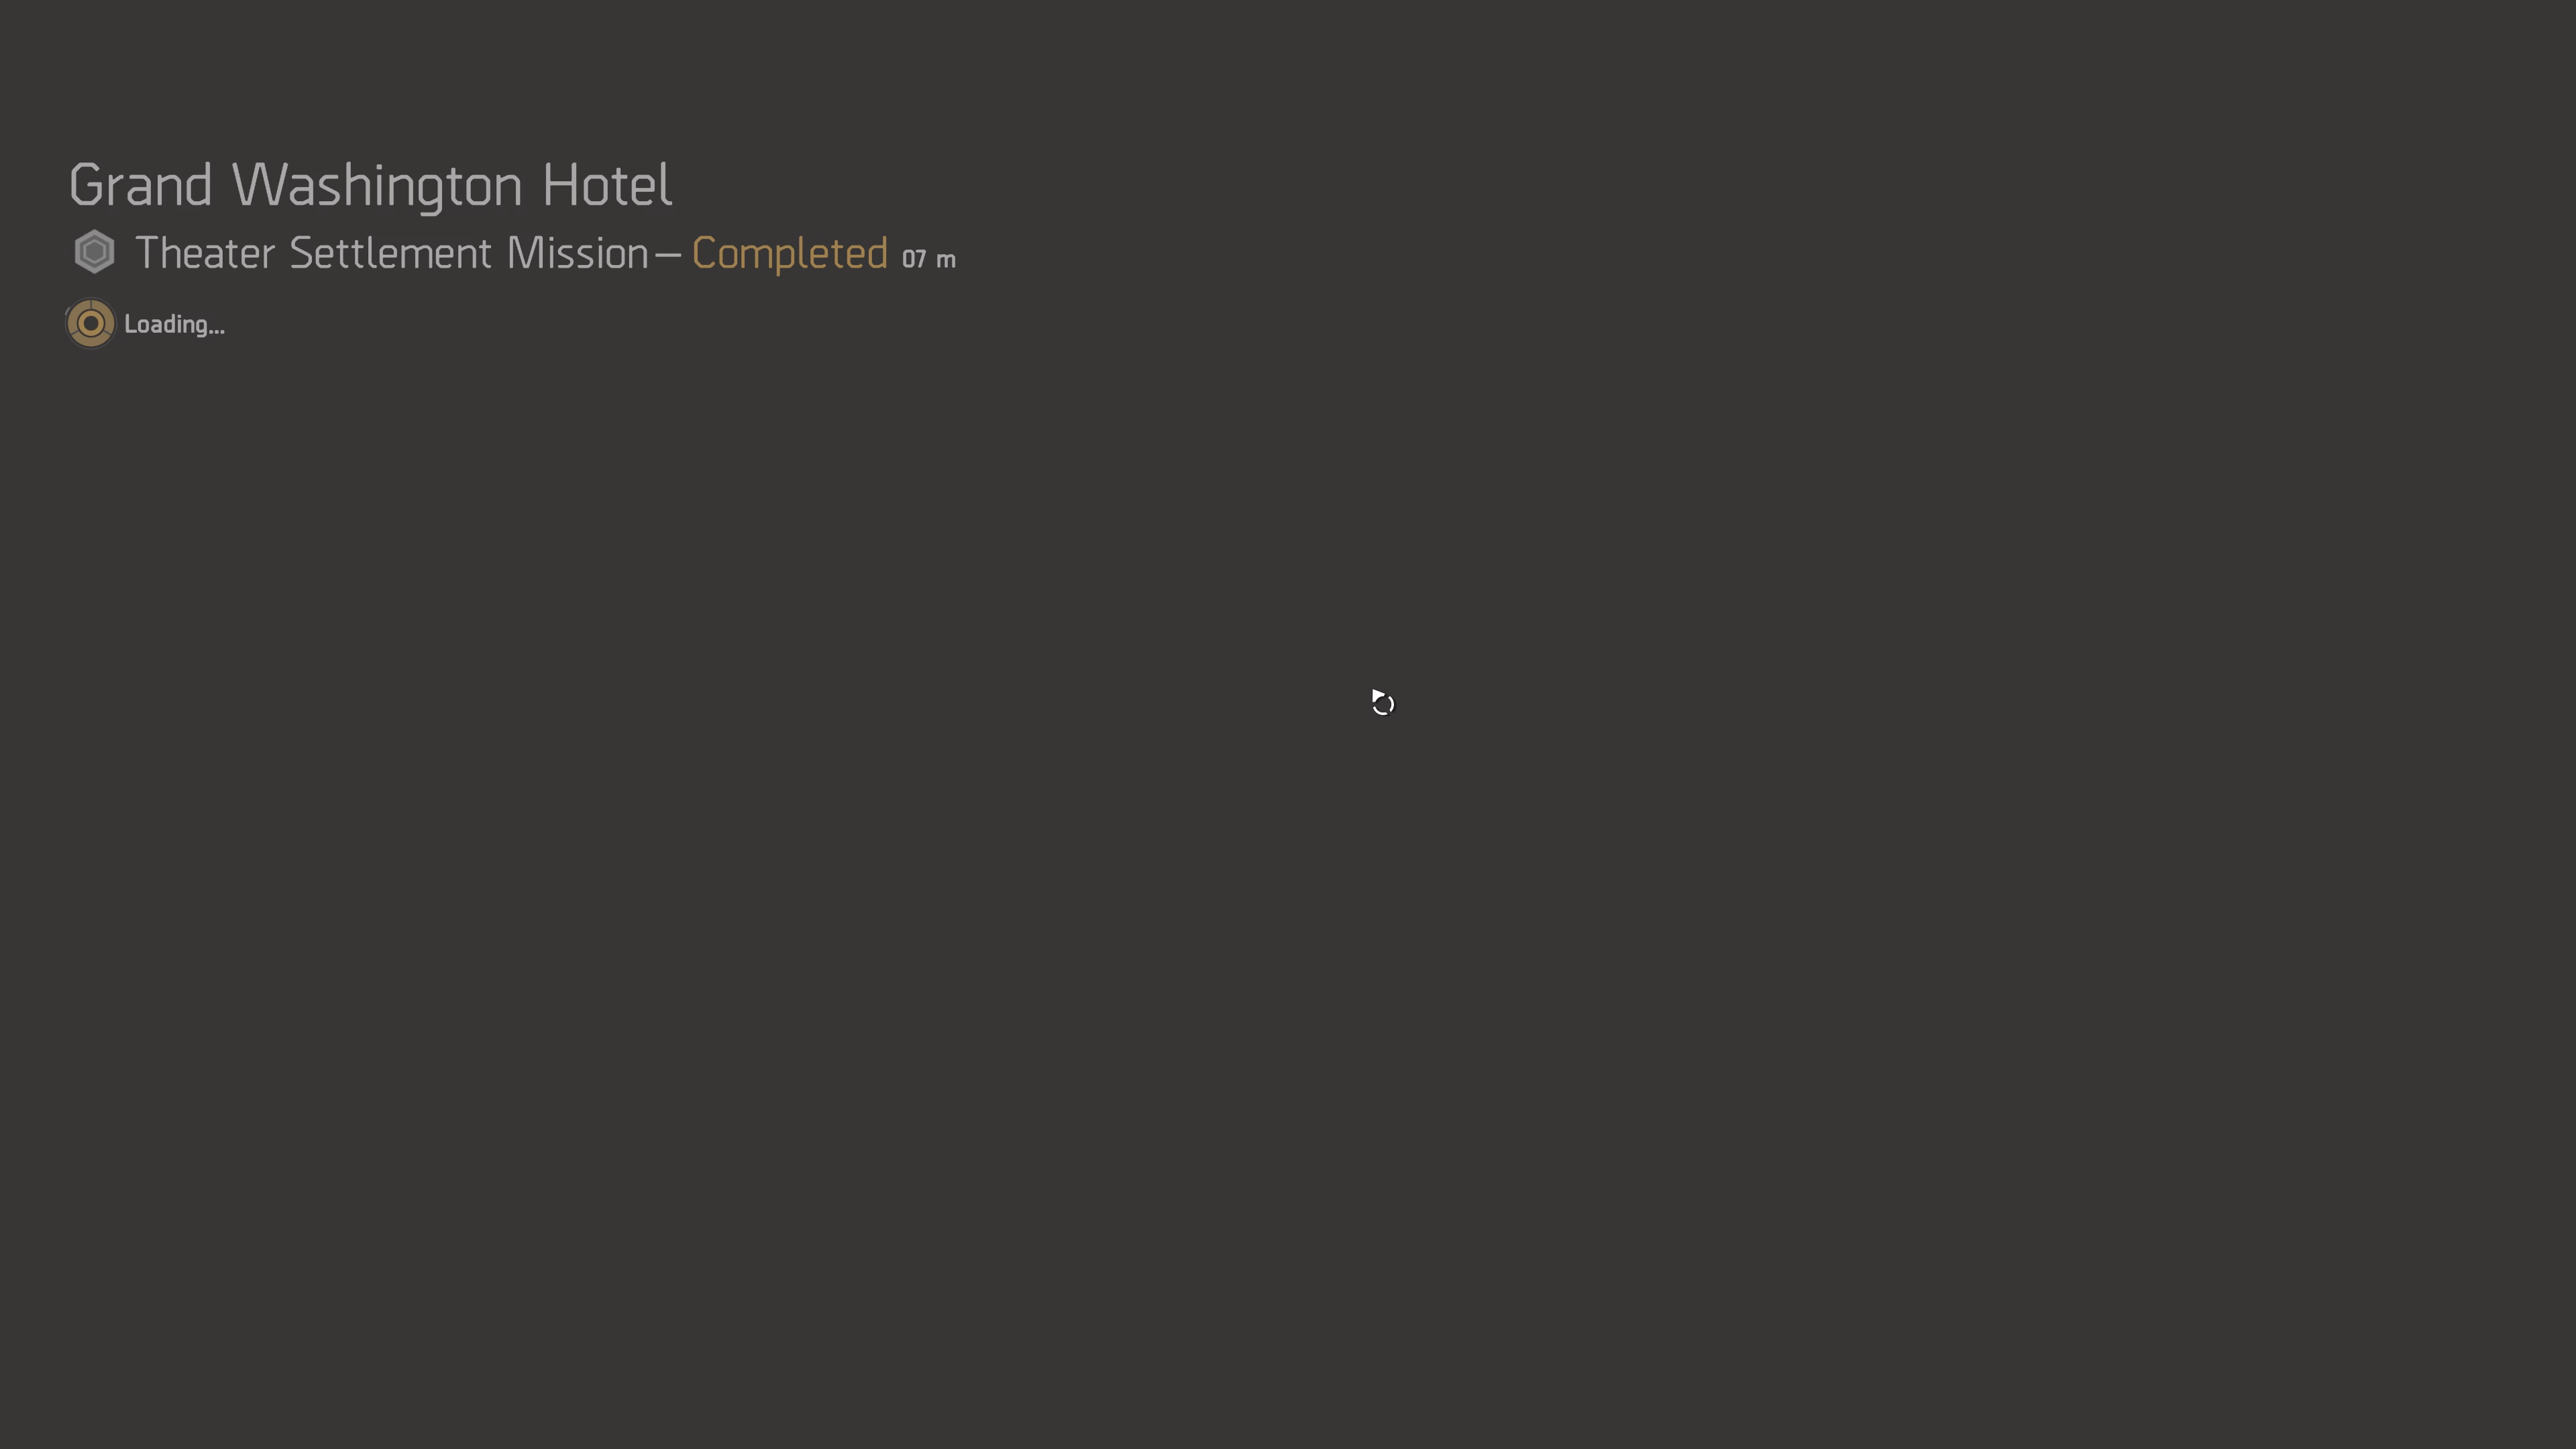 Grand Washington Hotel
Theater Settlement Mission— Completed 07 m
Loading...